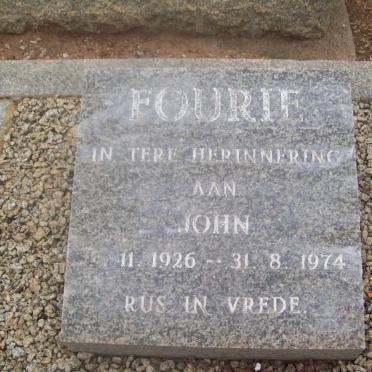 FOURIE
IN TERE HERINNERING
AAN
JOHN
11. 1926 -- 31. 8. 1974
RUS IN VREDE.